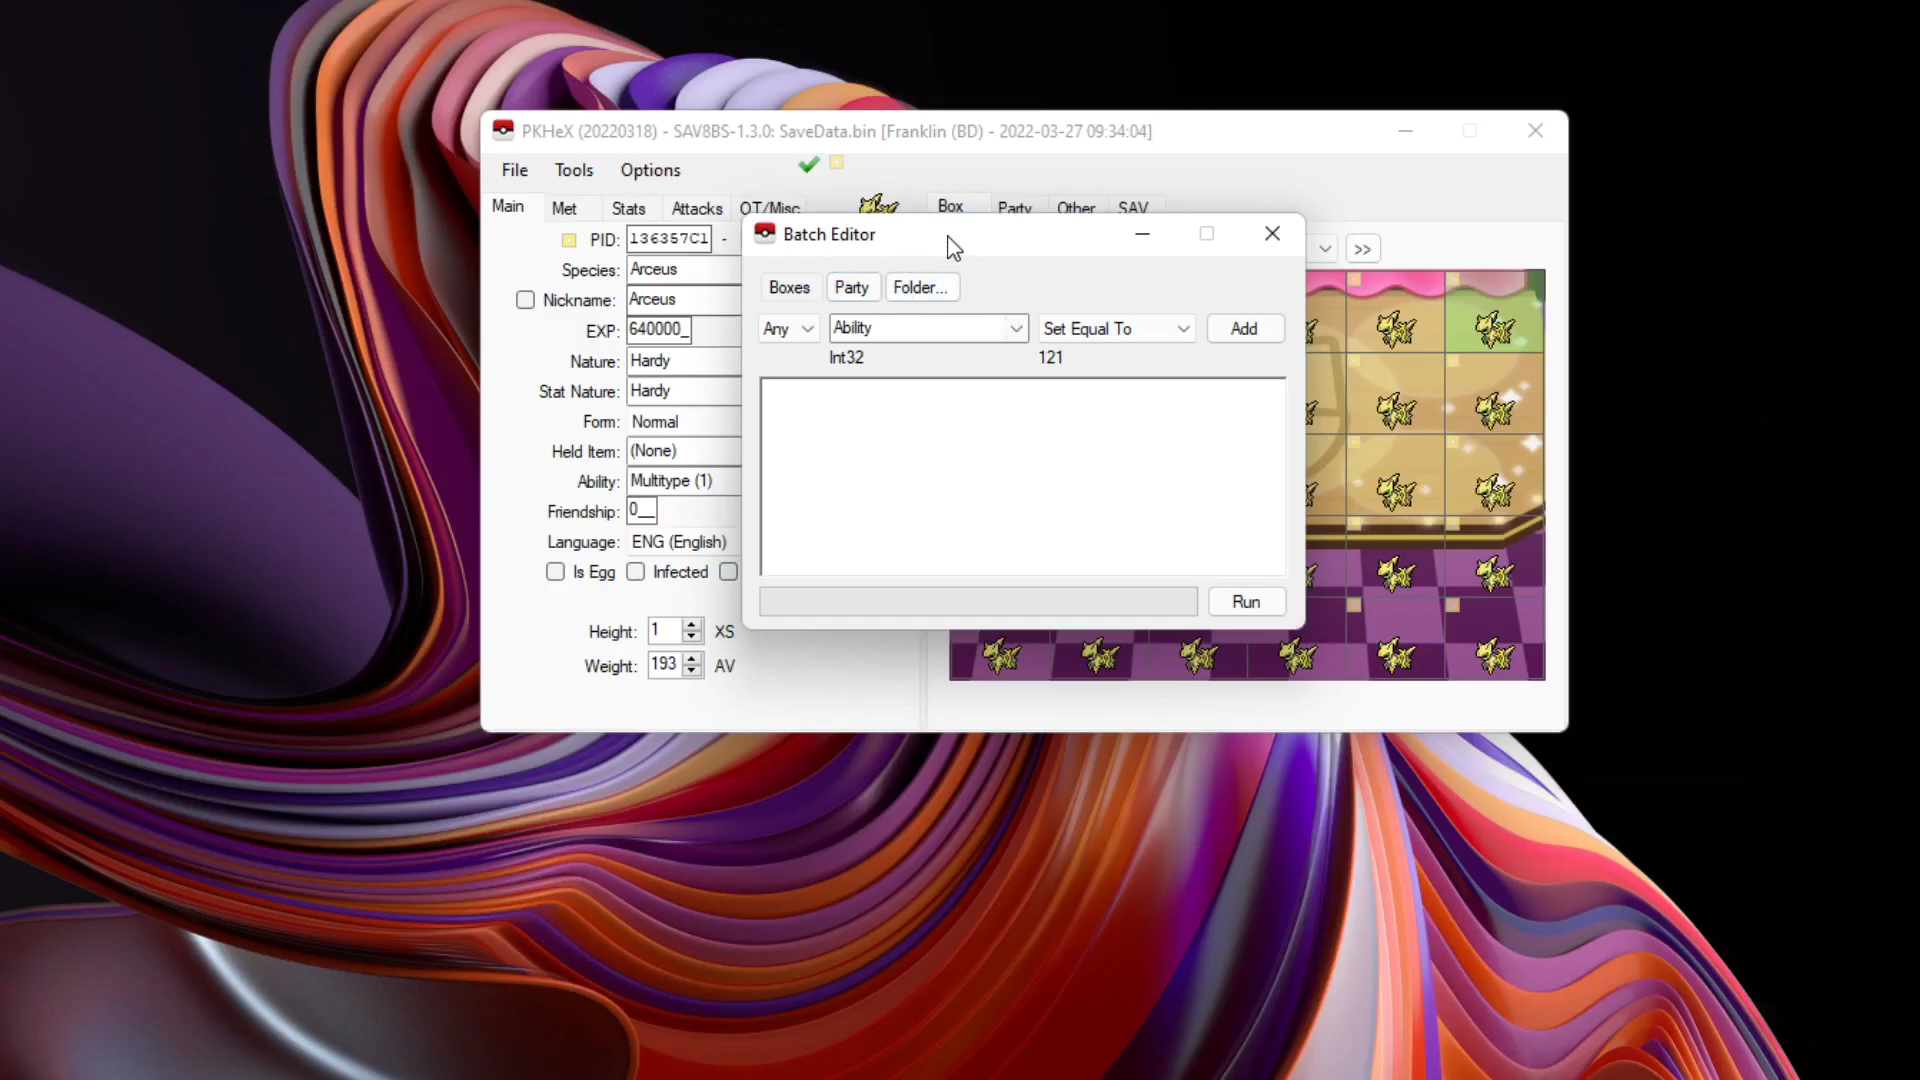 PKHeX (20220318) - SAV8BS-1.3.0: SaveData.bin [Franklin (BD) - 2022-03-27 09:34:04]
File Tools Options
Main Met Stats Attacks OT/Misc Box Party Other SAV
Batch Editor
PID: 136357C1 -
>>
Species: Arceus
Boxes Party Folder...
Nickname: Arceus
EXP: 640000_
Any Ability Set Equal To Add
Int32 121
Nature: Hardy
Stat Nature: Hardy
Form: Normal
Held Item: (None)
Ability: Multitype (1)
Friendship: 0__
Language: ENG (English)
Is Egg Infected
Run
Height: 1 XS
Weight: 193 AV